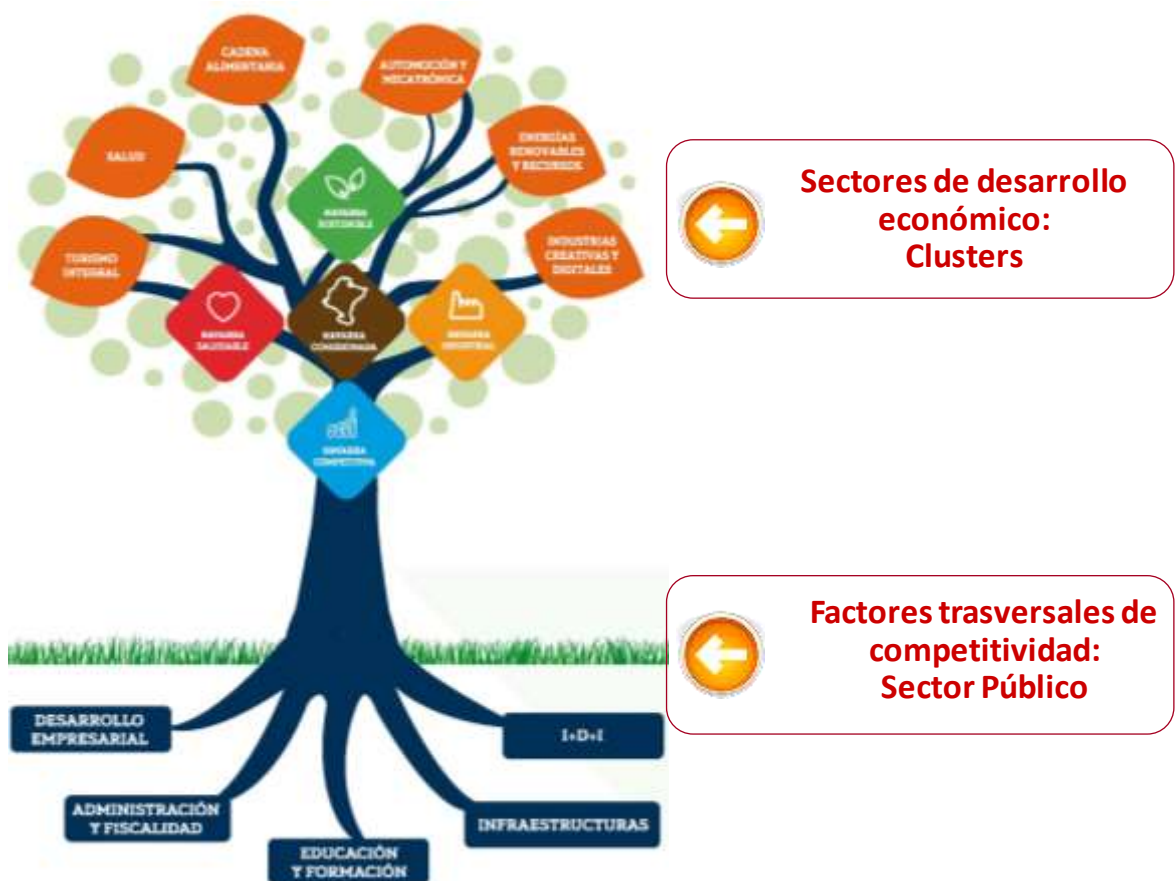 CADENA
ALIMENTARIA
AUTOMOCIÓN Y
MECATRÓNICA
SALUD
ENERGÍAS
RENOVABLES
Y RECURSOS
TURISMO
INTEGRAL
INDUSTRIAS
CREATIVAS Y
DIGITALES
NAVARRA
SOSTENIBLE
NAVARRA
SALUDABLE
NAVARRA
COHESIONADA
NAVARRA
INDUSTRIAL
NAVARRA
COMPETITIVA
Sectores de desarrollo
económico:
Clusters
Factores trasversales de
competitividad:
Sector Público
DESARROLLO
EMPRESARIAL
I+D+I
ADMINISTRACIÓN
Y FISCALIDAD
INFRAESTRUCTURAS
EDUCACIÓN
Y FORMACIÓN